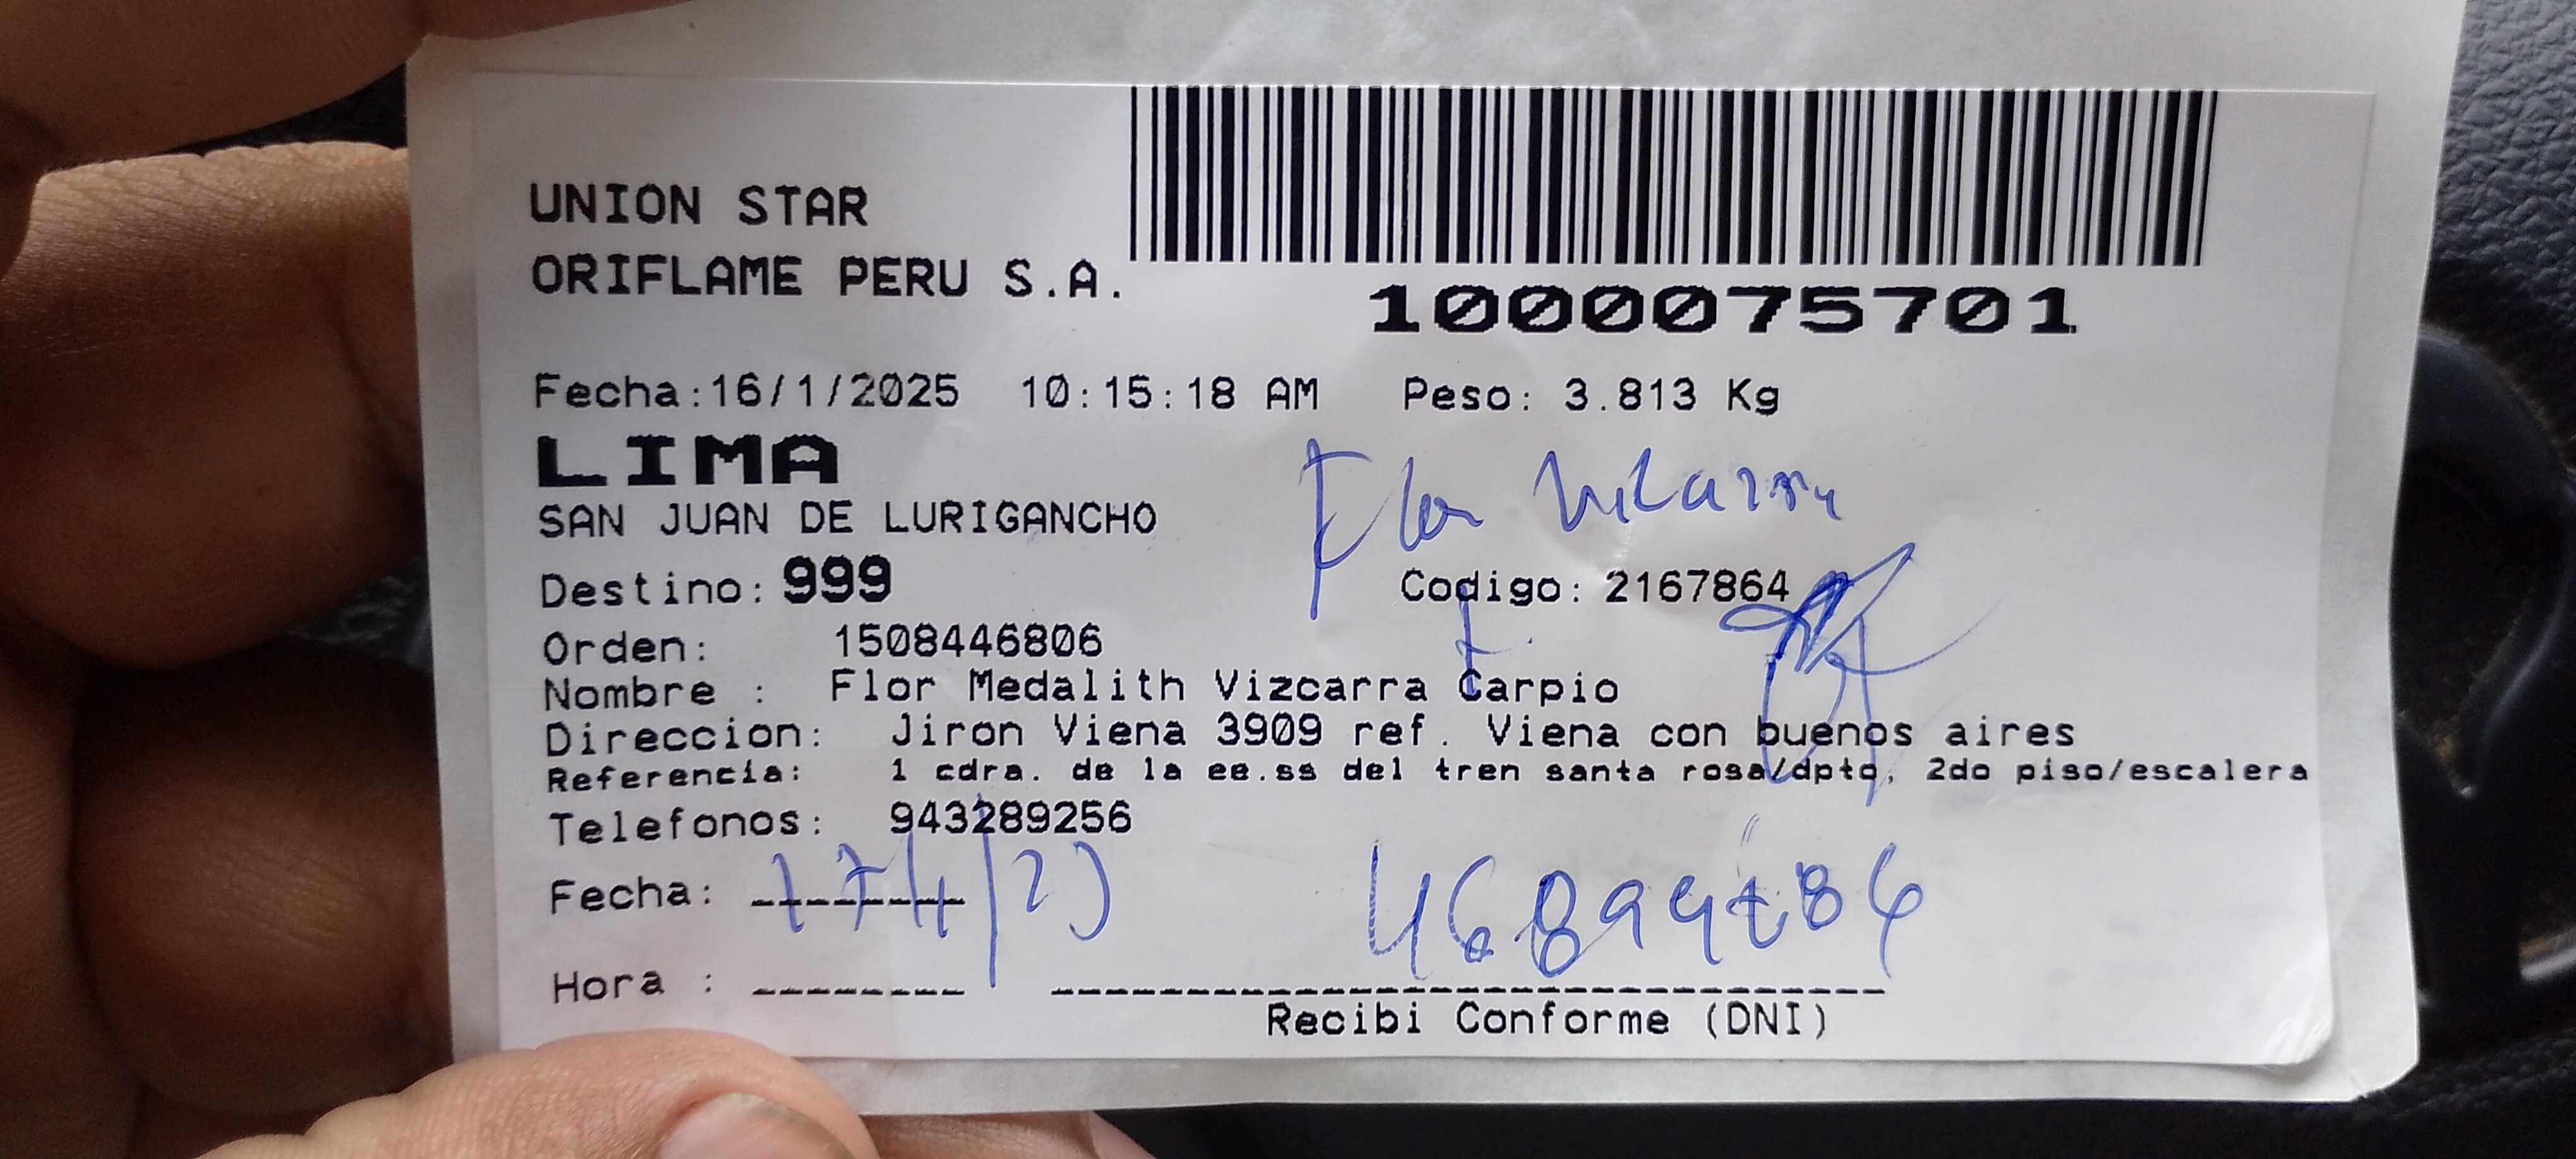 UNION STAR
ORIFLAME PERU S.A.
1000075701
Fecha:16/1/2025 10:15:18 AM Peso: 3.813 Kg
LIMA
SAN JUAN DE LURIGANCHO
Flor Vizcarra
Destino: 999 Codigo: 2167864
Orden: 1508446806
Nombre : Flor Medalith Vizcarra Carpio
Direccion: Jiron Viena 3909 ref. Viena con buenos aires
Referencia: 1 cdra. de la ee.ss del tren santa rosa/dpto, 2do piso/escalera
Telefonos: 943289256
Fecha:
Hora :
Recibi Conforme (DNI)